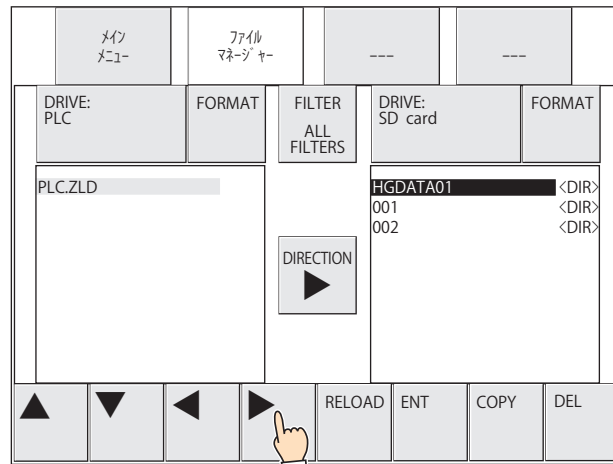 メイン
メニュー
ファイル
マネージャー
---
---
DRIVE:
PLC
FORMAT
FILTER
ALL
FILTERS
DRIVE:
SD card
FORMAT
PLC.ZLD
HGDATA01 <DIR>
001 <DIR>
002 <DIR>
DIRECTION
RELOAD
ENT
COPY
DEL